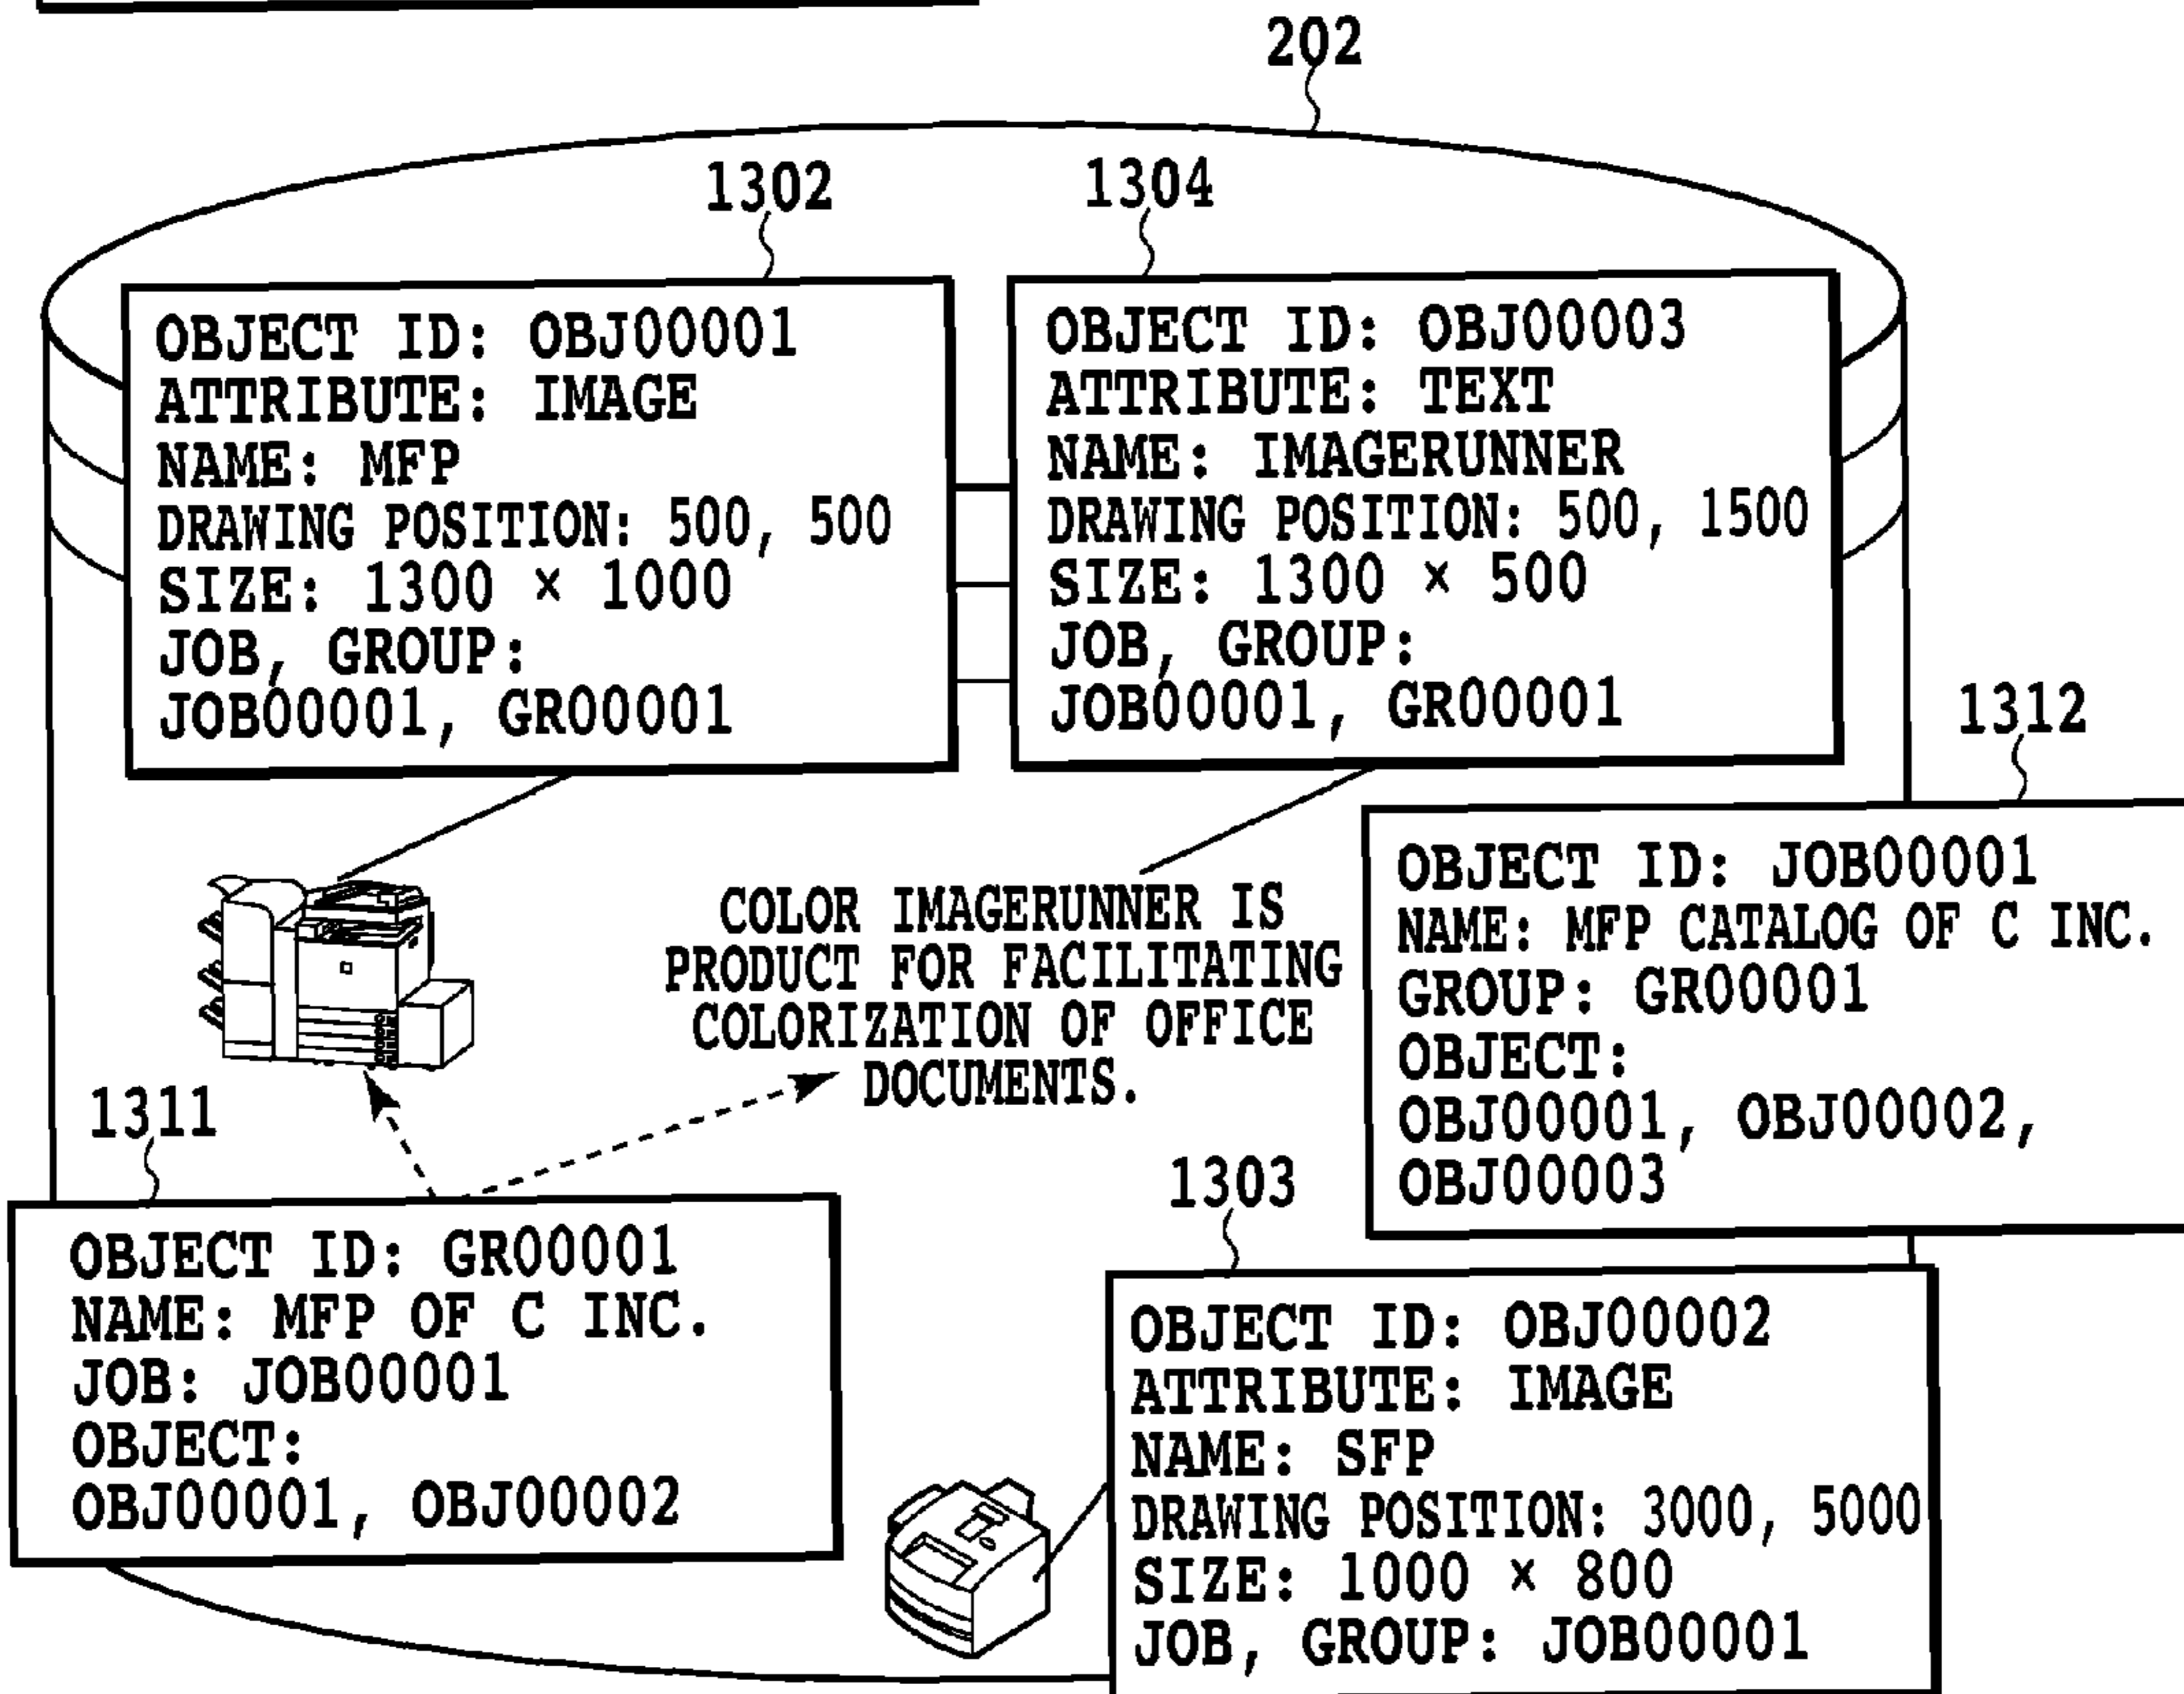 202
1302
1304
OBJECT ID: OBJ00001
ATTRIBUTE: IMAGE
NAME: MFP
DRAWING POSITION: 500, 500
SIZE: 1300 × 1000
JOB, GROUP:
JOB00001, GR00001
OBJECT ID: OBJ00003
ATTRIBUTE: TEXT
NAME: IMAGERUNNER
DRAWING POSITION: 500, 1500
SIZE: 1300 × 500
JOB, GROUP:
JOB00001, GR00001
1312
OBJECT ID: JOB00001
NAME: MFP CATALOG OF C INC.
GROUP: GR00001
OBJECT:
OBJ00001, OBJ00002,
OBJ00003
COLOR IMAGERUNNER IS
PRODUCT FOR FACILITATING
COLORIZATION OF OFFICE
DOCUMENTS.
1311
OBJECT ID: GR00001
NAME: MFP OF C INC.
JOB: JOB00001
OBJECT:
OBJ00001, OBJ00002
1303
OBJECT ID: OBJ00002
ATTRIBUTE: IMAGE
NAME: SFP
DRAWING POSITION: 3000, 5000
SIZE: 1000 × 800
JOB, GROUP: JOB00001